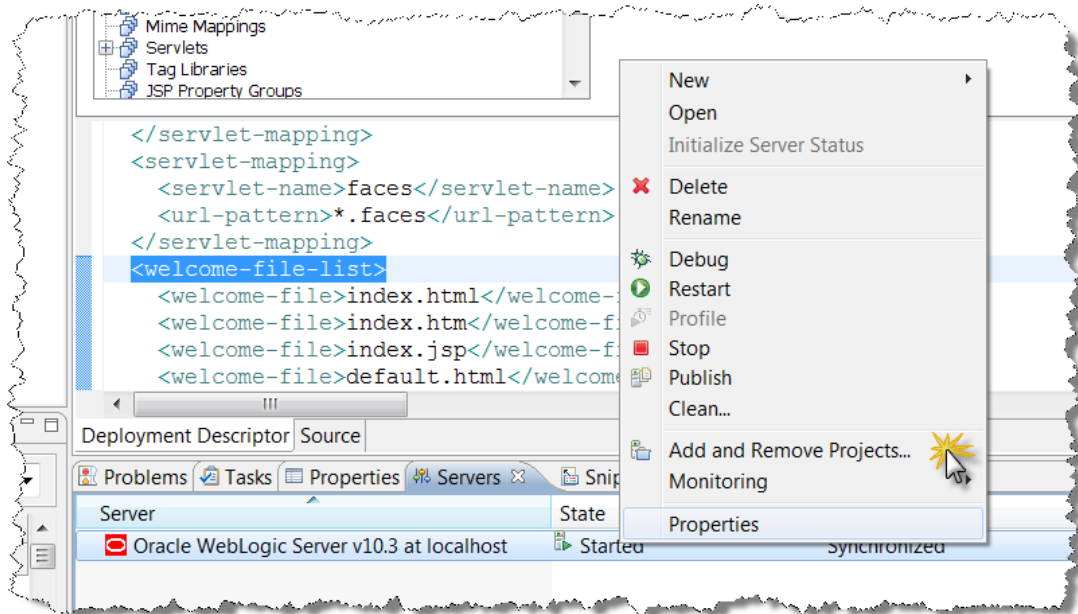 Mime Mappings
Servlets
Tag Libraries
JSP Property Groups
</servlet-mapping>
<servlet-mapping>
<servlet-name>faces</servlet-name>
<url-pattern>*.faces</url-pattern>
</servlet-mapping>
<welcome-file-list>
<welcome-file>index.html</welcome-
<welcome-file>index.htm</welcome-f
<welcome-file>index.jsp</welcome-f
<welcome-file>default.html</welcom
Deployment Descriptor Source
New
Open
Initialize Server Status
Delete
Rename
Debug
Restart
Profile
Stop
Publish
Clean...
Add and Remove Projects...
Monitoring
Properties
Problems Tasks Properties Servers Snip
Server State
Oracle WebLogic Server v10.3 at localhost Started Synchronized